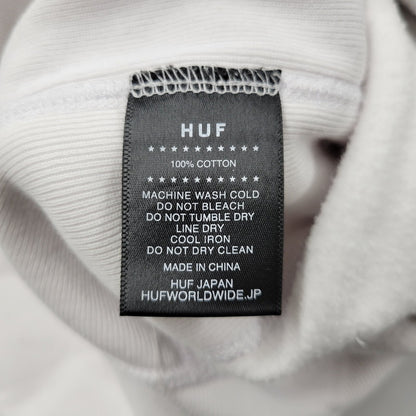 HUF
100% COTTON
MACHINE WASH COLD
DO NOT BLEACH
DO NOT TUMBLE DRY
LINE DRY
COOL IRON
DO NOT DRY CLEAN
MADE IN CHINA
HUF JAPAN
HUFWORLDWIDE.JP